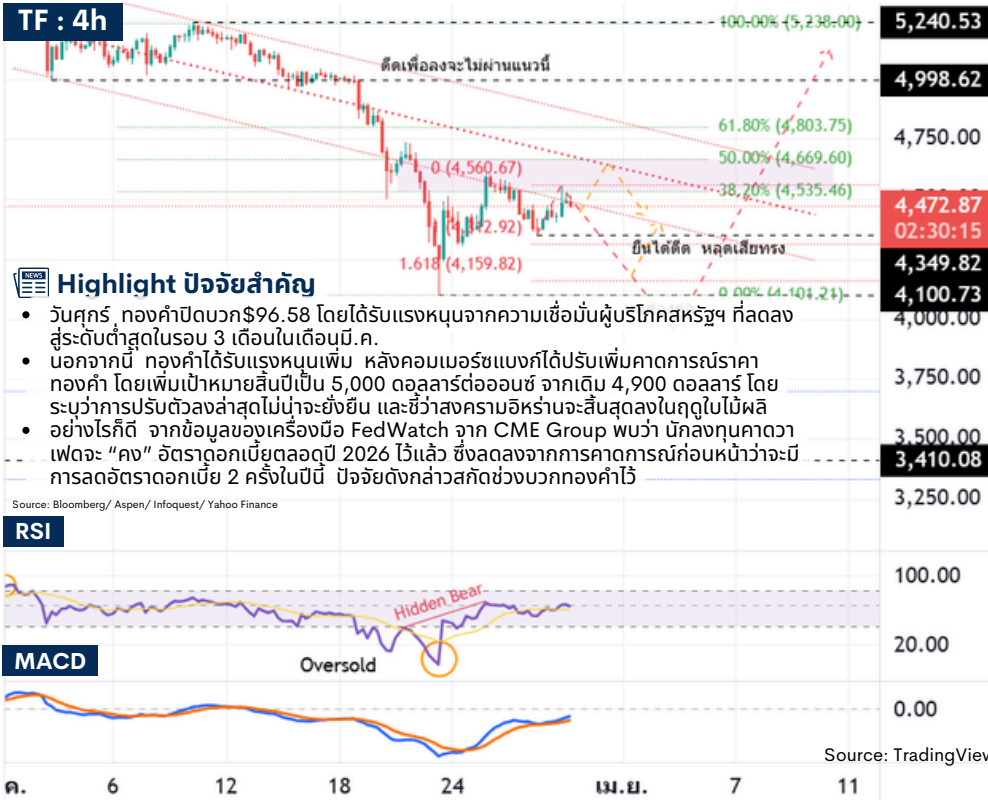 TF : 4h
100.00% (5,238.00)
5,240.53
ดีดเพื่อลงจะไม่ผ่านแนวนี้
4,998.62
61.80% (4,803.75)
4,750.00
50.00% (4,669.60)
0 (4,560.67)
38.20% (4,535.46)
4,472.87
02:30:15
ยืนได้ดีด หลุดเสียทรง
1.618 (4,159.82)
4,349.82
0.00% (4,101.21)
4,100.73
4,000.00
NEWS
Highlight ปัจจัยสำคัญ
• วันศุกร์ ทองคำปิดบวก$96.58 โดยได้รับแรงหนุนจากความเชื่อมั่นผู้บริโภคสหรัฐฯ ที่ลดลง
สู่ระดับต่ำสุดในรอบ 3 เดือนในเดือนมี.ค.
• นอกจากนี้ ทองคำได้รับแรงหนุนเพิ่ม หลังคอมเมอร์ซแบงก์ได้ปรับเพิ่มคาดการณ์ราคา
ทองคำ โดยเพิ่มเป้าหมายสิ้นปีเป็น 5,000 ดอลลาร์ต่อออนซ์ จากเดิม 4,900 ดอลลาร์ โดย
ระบุว่าการปรับตัวลงล่าสุดไม่น่าจะยั่งยืน และชี้ว่าสงครามอิหร่านจะสิ้นสุดลงในฤดูใบไม้ผลิ
• อย่างไรก็ดี จากข้อมูลของเครื่องมือ FedWatch จาก CME Group พบว่า นักลงทุนคาดว่า
เฟดจะ “คง” อัตราดอกเบี้ยตลอดปี 2026 ไว้แล้ว ซึ่งลดลงจากการคาดการณ์ก่อนหน้าว่าจะมี
การลดอัตราดอกเบี้ย 2 ครั้งในปีนี้ ปัจจัยดังกล่าวสกัดช่วงบวกทองคำไว้
3,750.00
3,500.00
3,410.08
3,250.00
Source: Bloomberg/ Aspen/ Infoquest/ Yahoo Finance
RSI
100.00
Hidden Bear
20.00
Oversold
MACD
0.00
Source: TradingView
ค.
6
12
18
24
เม.ย.
7
11